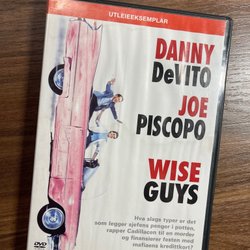 UTLEIEEKSEMPLAR
DANNY
DeVITO
JOE
PISCOPO
WISE
GUYS
Hva slags typer er det
som legger sjefens penger i potten,
rapper Cadillacen til en morder
og finansierer festen med
mafiaens kredittkort?
DVD